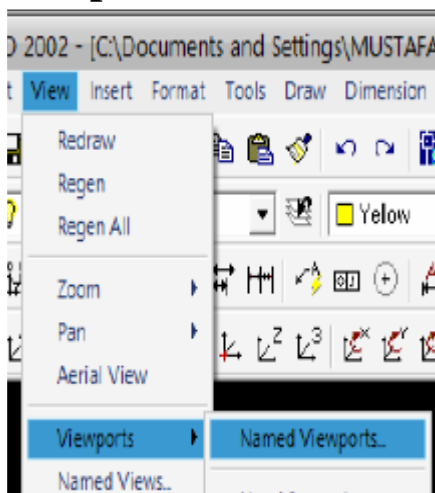 2002 - [C:\Documents and Settings\MUSTAFA
View Insert Format Tools Draw Dimension
Redraw
Regen
Yelow
Regen All
Zoom
Pan
Aerial View
Viewports Named Viewports...
Named Views...